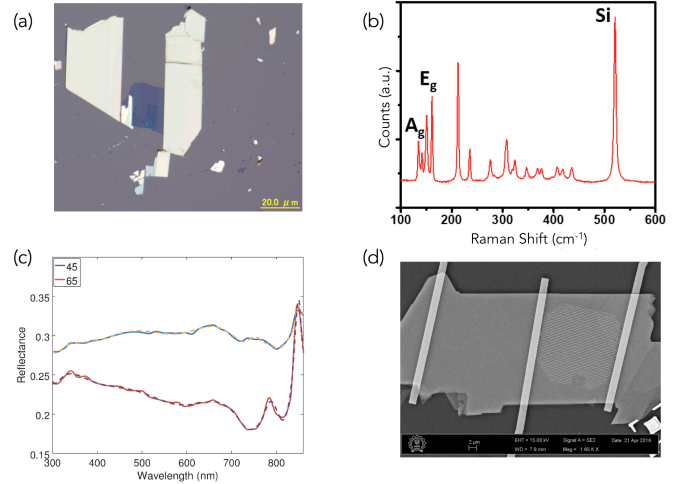 (a)
20.0 μm
(b)
Counts (a.u.)
A_g
E_g
Si
100 200 300 400 500 600
Raman Shift (cm⁻¹)
(c)
45
65
Reflectance
0.35
0.3
0.25
0.2
0.15
300 400 500 600 700 800
Wavelength (nm)
(d)
2 μm
EHT = 15.00 kV
Signal A = SE2
Date :21 Apr 2016
WD = 7.9 mm
Mag = 1.65 K X